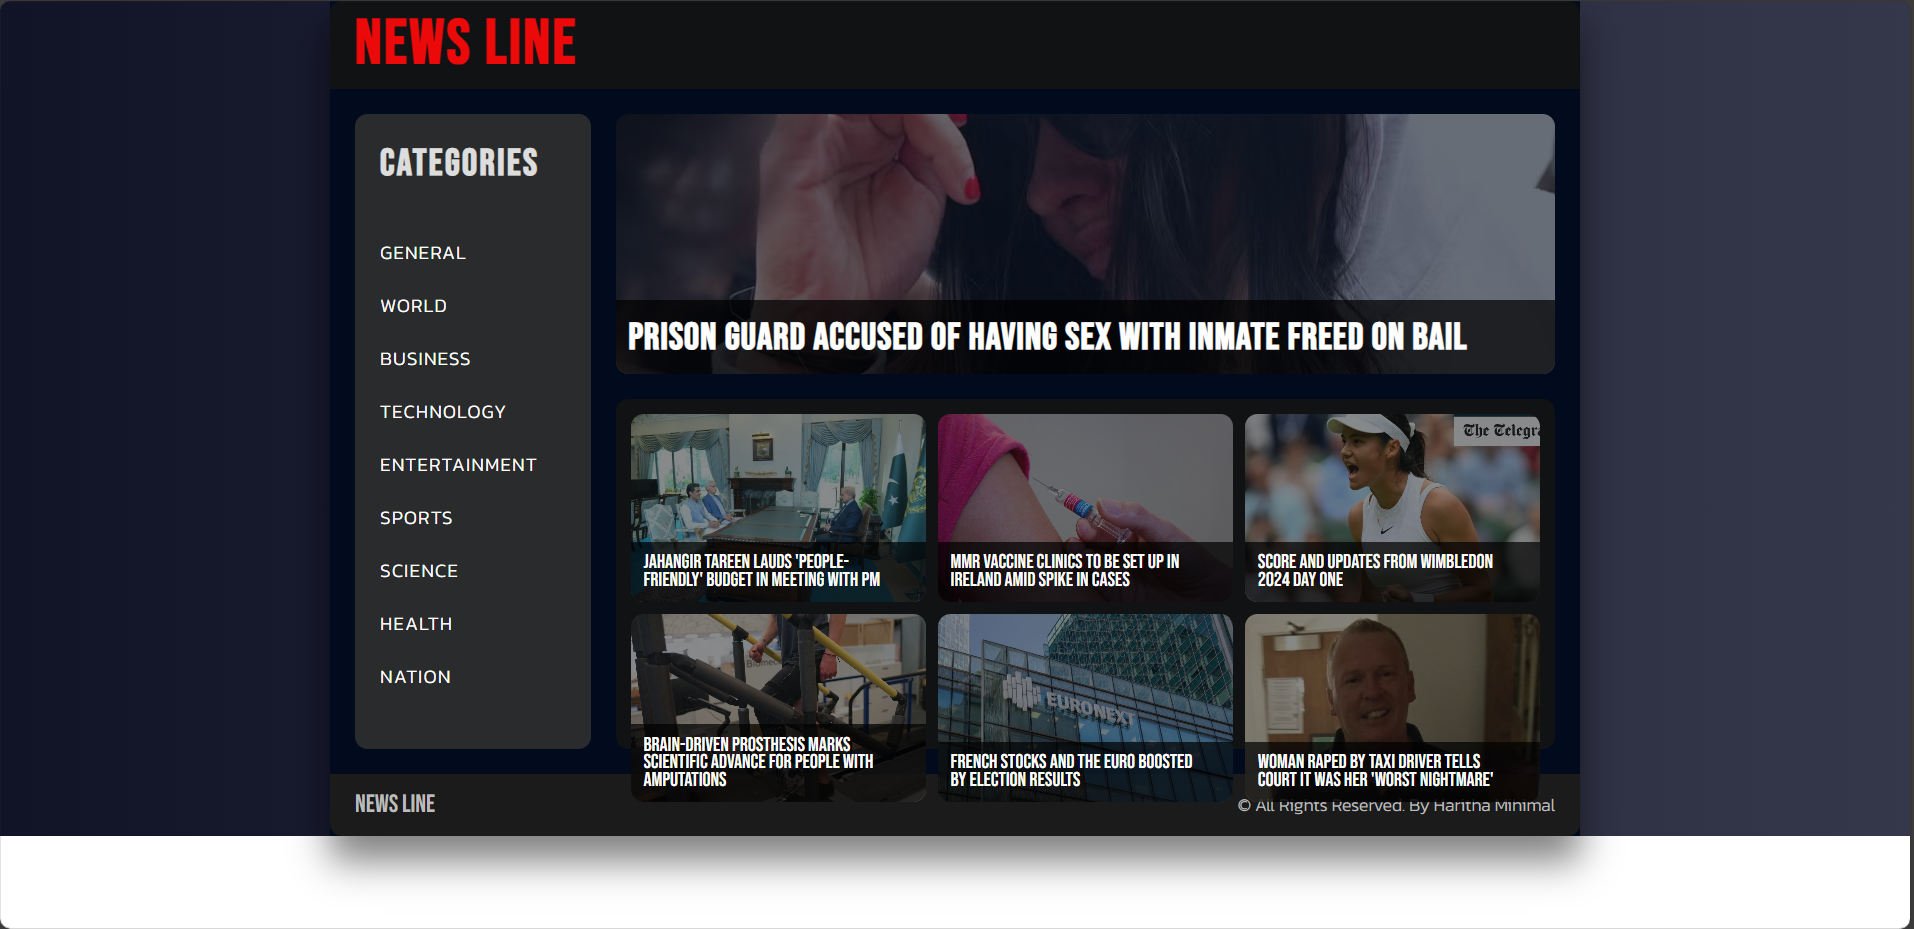 NEWS LINE
CATEGORIES
GENERAL
WORLD
BUSINESS
TECHNOLOGY
ENTERTAINMENT
SPORTS
SCIENCE
HEALTH
NATION
PRISON GUARD ACCUSED OF HAVING SEX WITH INMATE FREED ON BAIL
JAHANGIR TAREEN LAUDS 'PEOPLE-
FRIENDLY' BUDGET IN MEETING WITH PM
MMR VACCINE CLINICS TO BE SET UP IN
IRELAND AMID SPIKE IN CASES
The Telegra
SCORE AND UPDATES FROM WIMBLEDON
2024 DAY ONE
BRAIN-DRIVEN PROSTHESIS MARKS
SCIENTIFIC ADVANCE FOR PEOPLE WITH
AMPUTATIONS
EURONEXT
FRENCH STOCKS AND THE EURO BOOSTED
BY ELECTION RESULTS
WOMAN RAPED BY TAXI DRIVER TELLS
COURT IT WAS HER 'WORST NIGHTMARE'
NEWS LINE
© All Rights Reserved. By Haritha Minimal